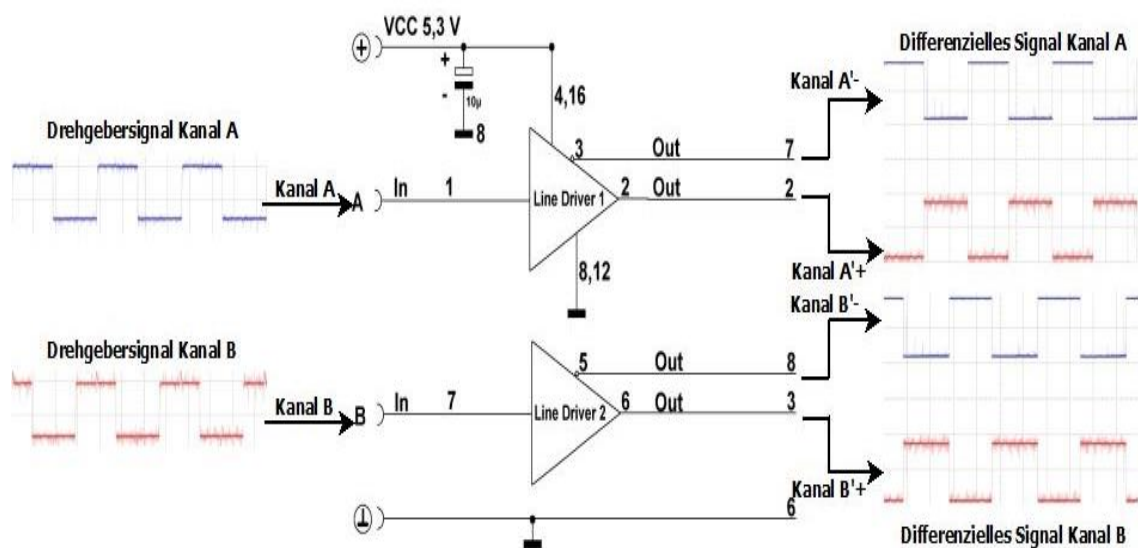 VCC 5,3 V
Differenzielles Signal Kanal A
+
+
-
10µ
8
4,16
Kanal A'-
Drehgebersignal Kanal A
3 Out 7
Kanal A A In 1 Line Driver 1 2 Out 2
8,12
Kanal A'+
Kanal B'-
Drehgebersignal Kanal B
5 Out 8
Kanal B B In 7 Line Driver 2 6 Out 3
Kanal B'+
6
Differenzielles Signal Kanal B